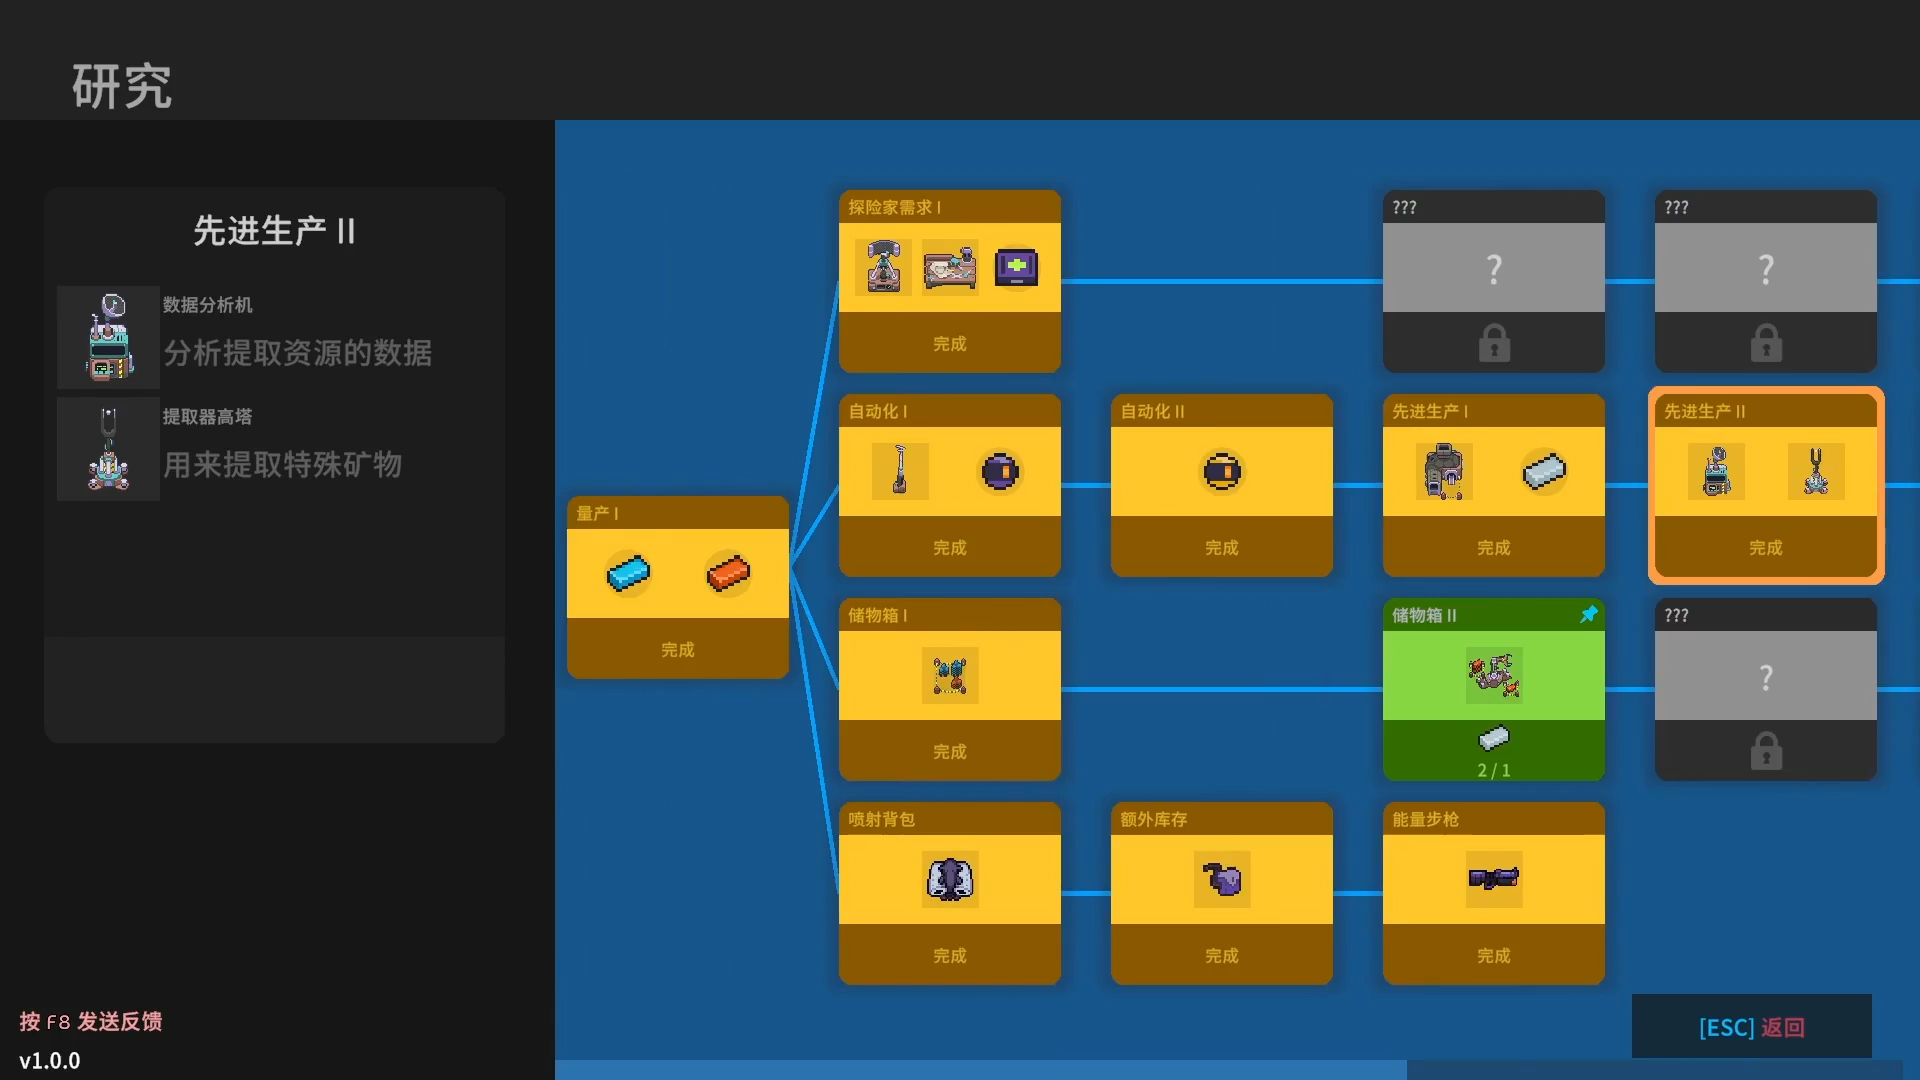 研究
先进生产 II
数据分析机
分析提取资源的数据
提取器高塔
用来提取特殊矿物
探险家需求 I
完成
???
?
???
?
自动化 I
完成
自动化 II
完成
先进生产 I
完成
先进生产 II
完成
量产 I
完成
储物箱 I
完成
储物箱 II
2 / 1
???
?
喷射背包
完成
额外库存
完成
能量步枪
完成
按 F8 发送反馈
v1.0.0
[ESC] 返回